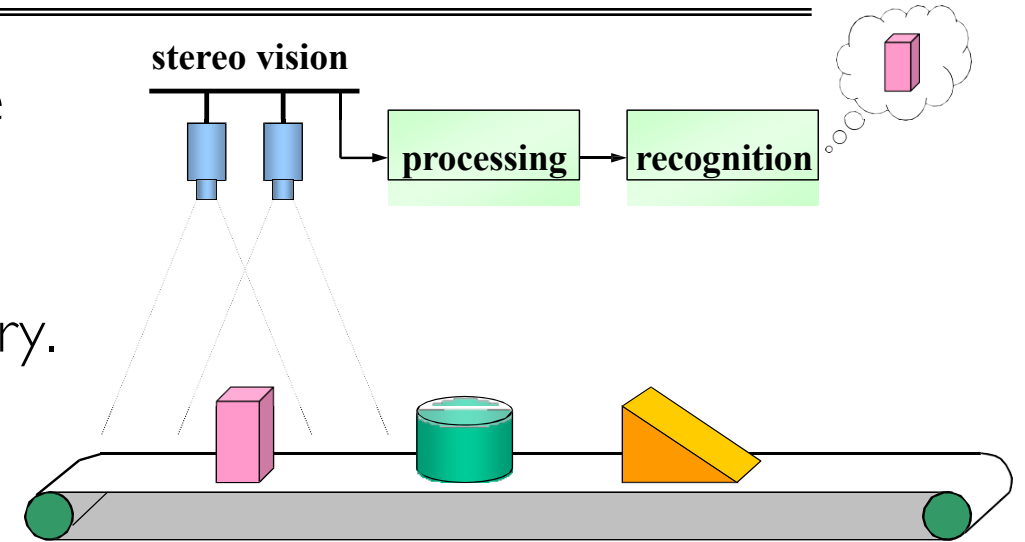 stereo vision
e
processing
recognition
ry.